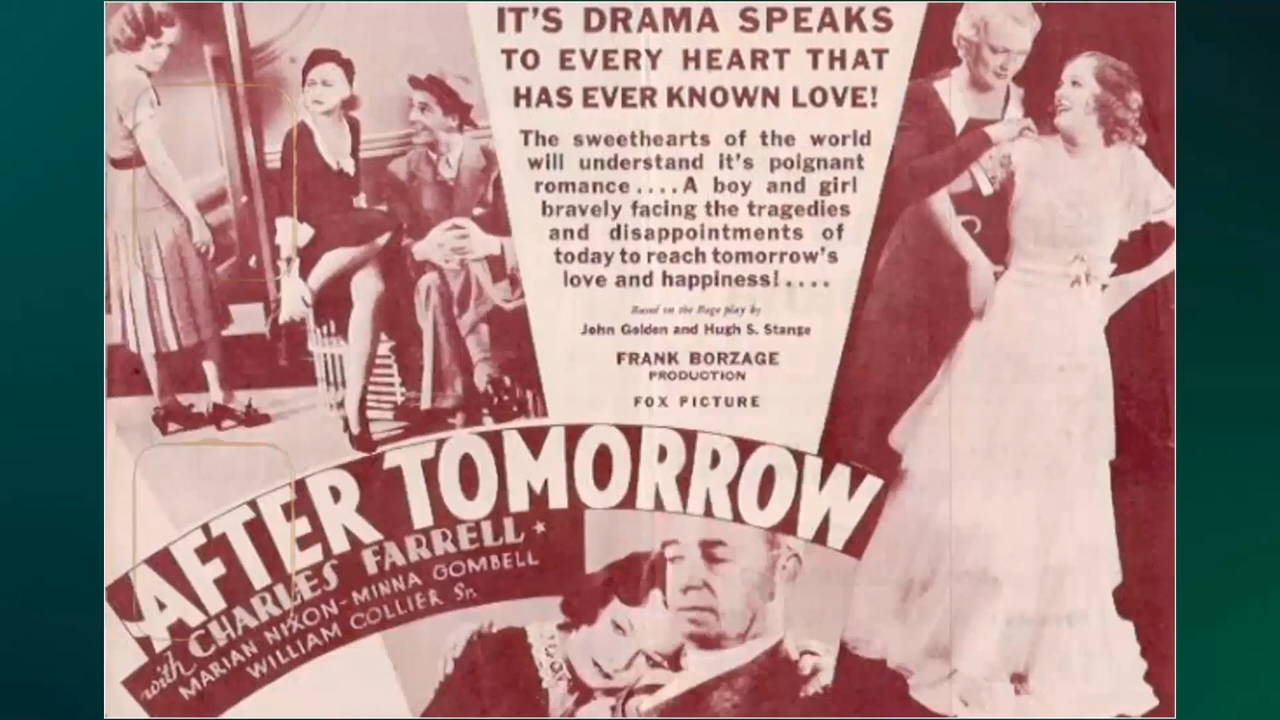 IT'S DRAMA SPEAKS
TO EVERY HEART THAT
HAS EVER KNOWN LOVE!
The sweethearts of the world
will understand it's poignant
romance....A boy and girl
bravely facing the tragedies
and disappointments of
today to reach tomorrow's
love and happiness!....
Based on the stage play by
John Golden and Hugh S. Stange
FRANK BORZAGE
PRODUCTION
FOX PICTURE
AFTER TOMORROW
with CHARLES FARRELL*
MARIAN NIXON-MINNA GOMBELL
WILLIAM COLLIER Sr.